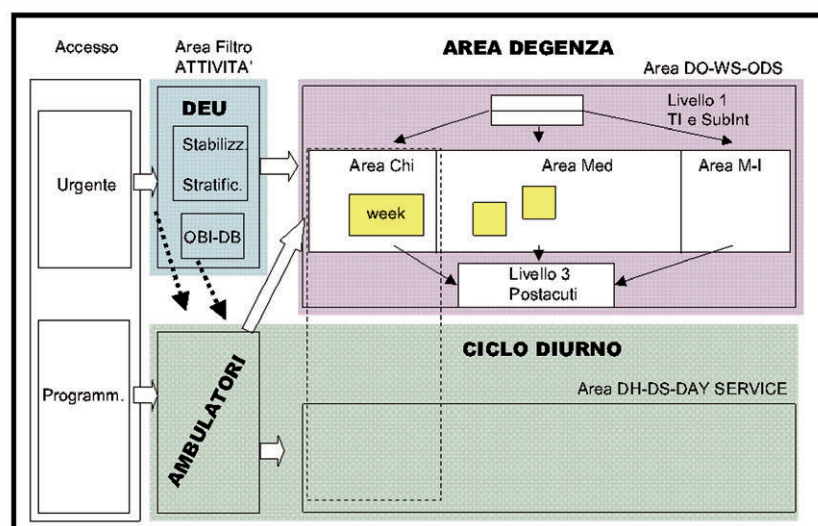 Accesso
Area Filtro
ATTIVITA'
AREA DEGENZA
Area DO-WS-ODS
DEU
Livello 1
TI e SubInt
Stabilizz.
Stratific.
Urgente
Area Chi
Area Med
Area M-I
week
OBI-DB
Livello 3
Postacuti
CICLO DIURNO
Programm.
AMBULATORI
Area DH-DS-DAY SERVICE